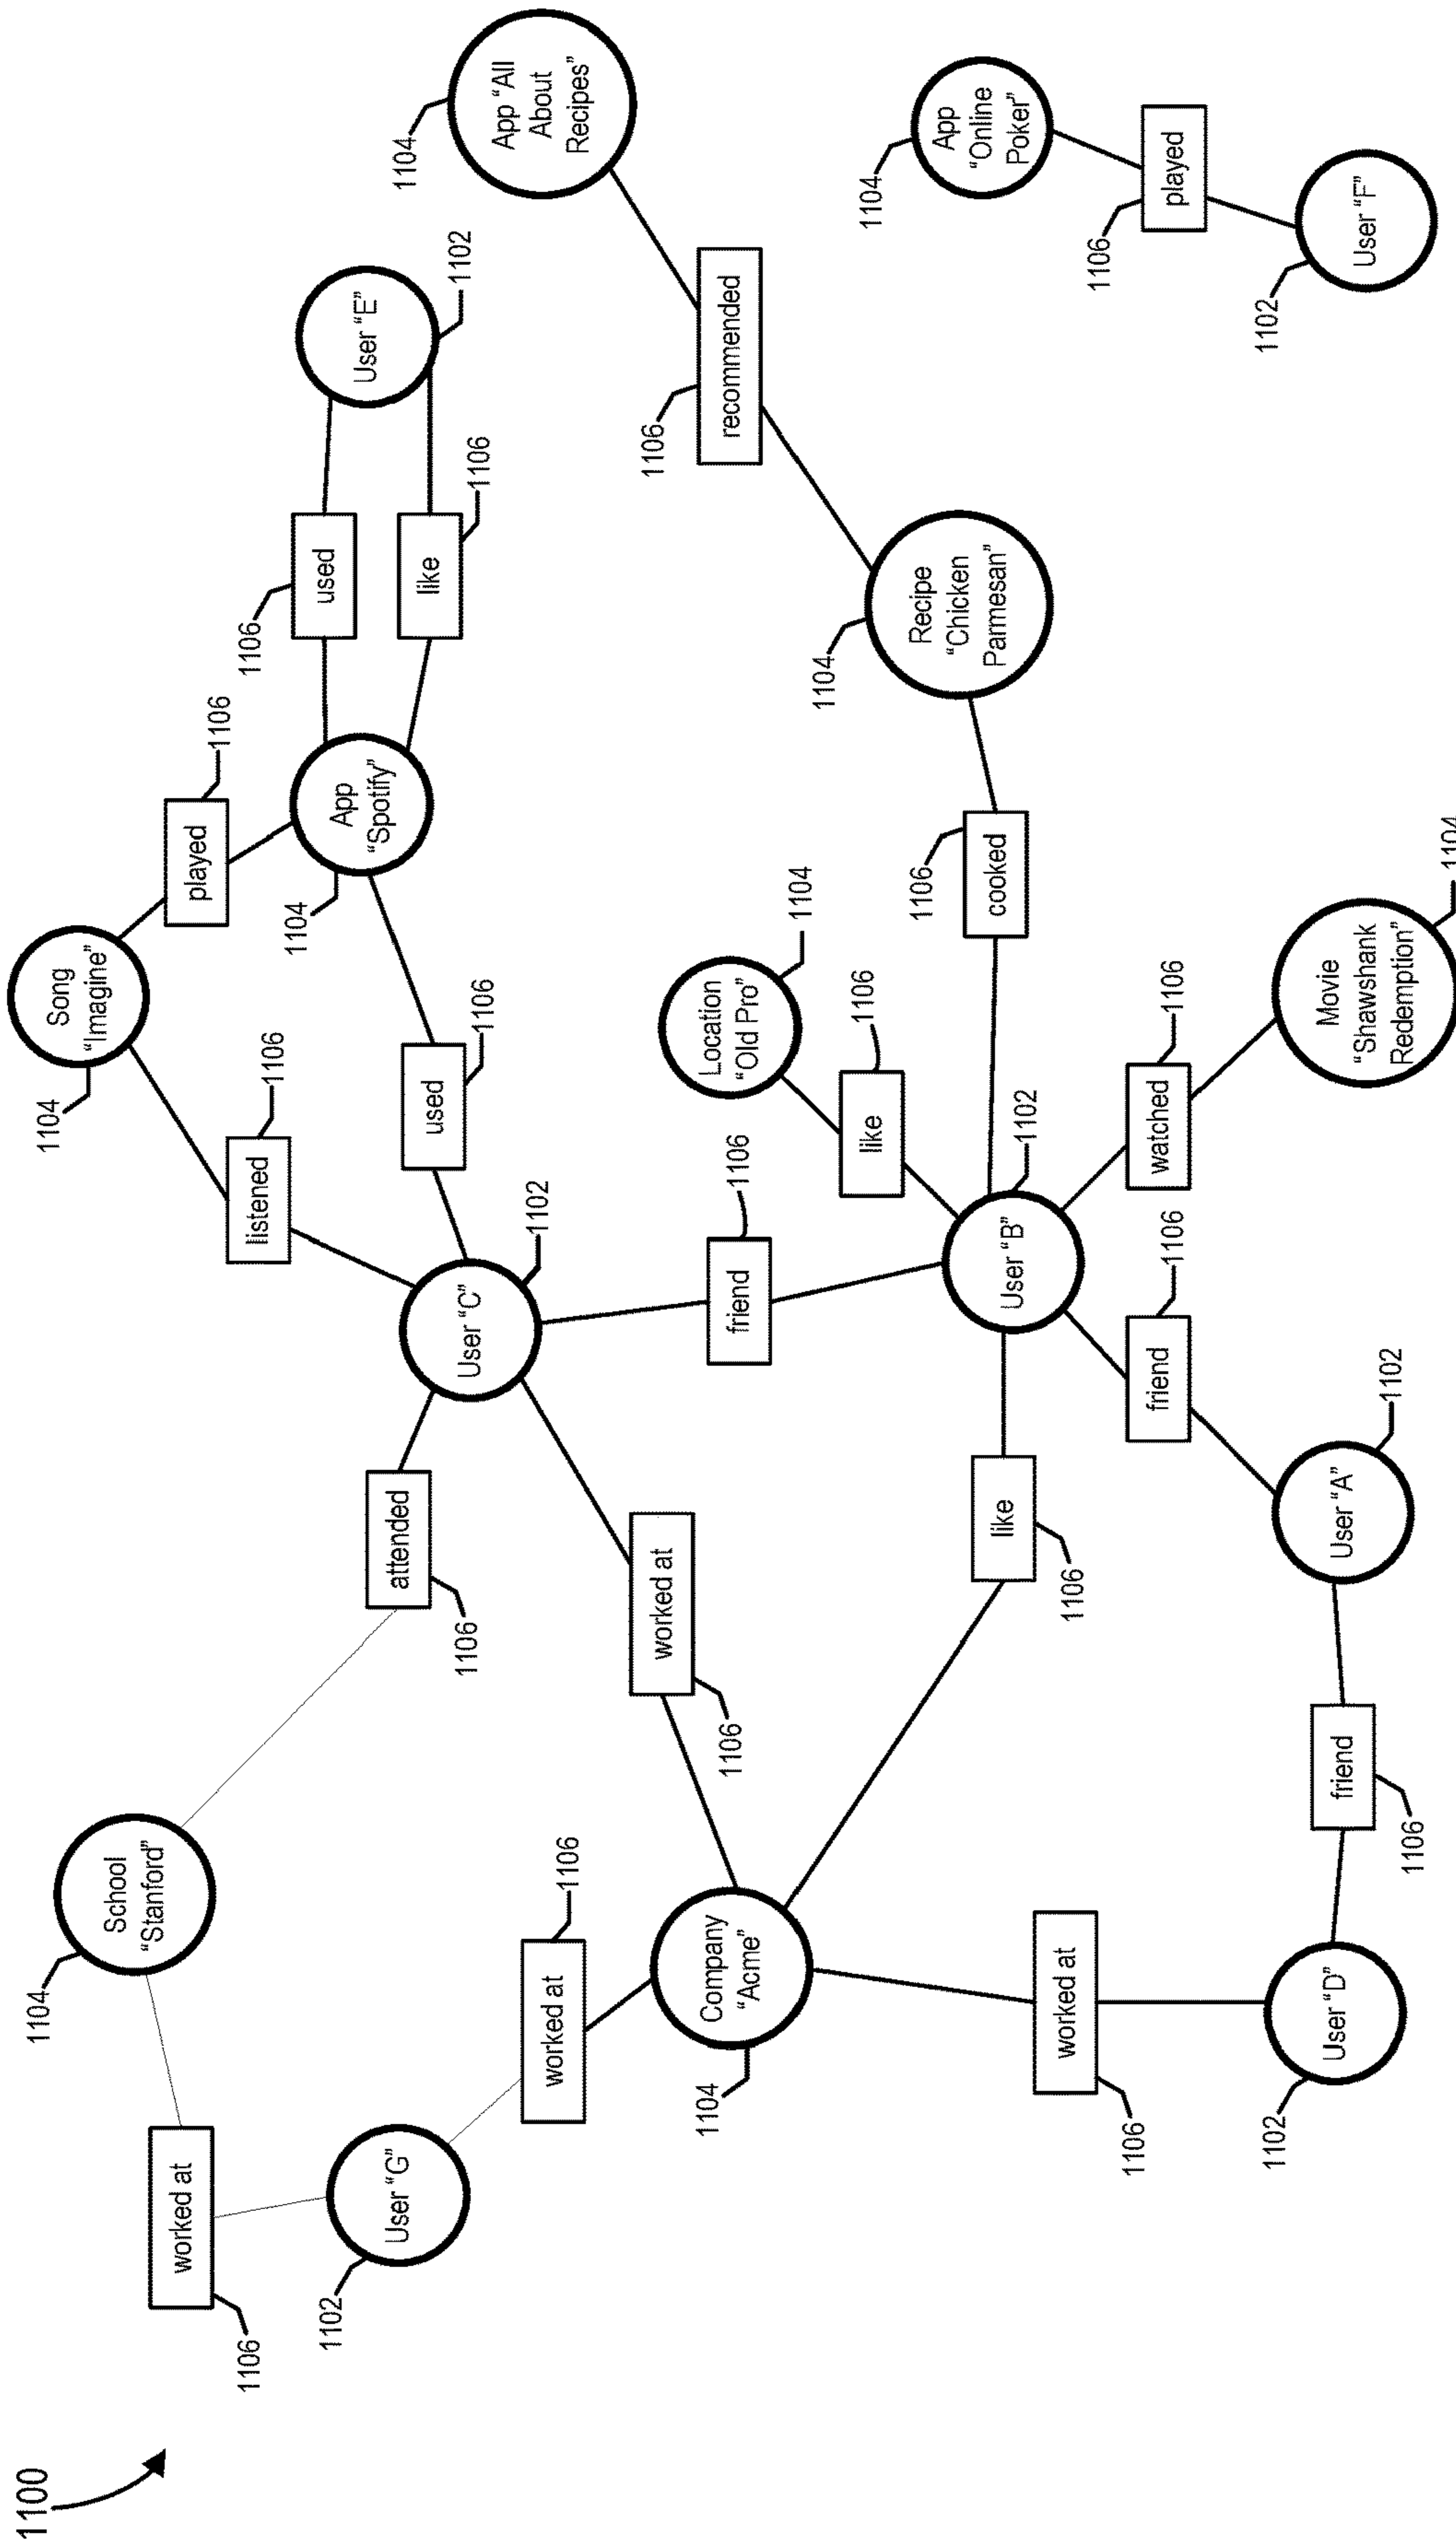 1100
1104
School
"Stanford"
1104
Song
"Imagine"
1106
worked at
1106
listened
played
1106
1106
1102
User "G"
1106
attended
1102
User "C"
1104
App
"Spotify"
1106
used
1106
used
like
1106
User "E"
1102
1104
App "All
About
Recipes"
worked at
1106
1106
worked at
1104
Company
"Acme"
friend
1106
Location
"Old Pro"
1104
1106
recommended
like
1106
1104
Recipe
"Chicken
Parmesan"
1104
App
"Online
Poker"
1106
cooked
like
1106
User "B"
1102
1106
worked at
friend
1106
watched
1106
1106
played
1102
User "D"
friend
1106
User "A"
1102
Movie
"Shawshank
Redemption"
1104
1102
User "F"